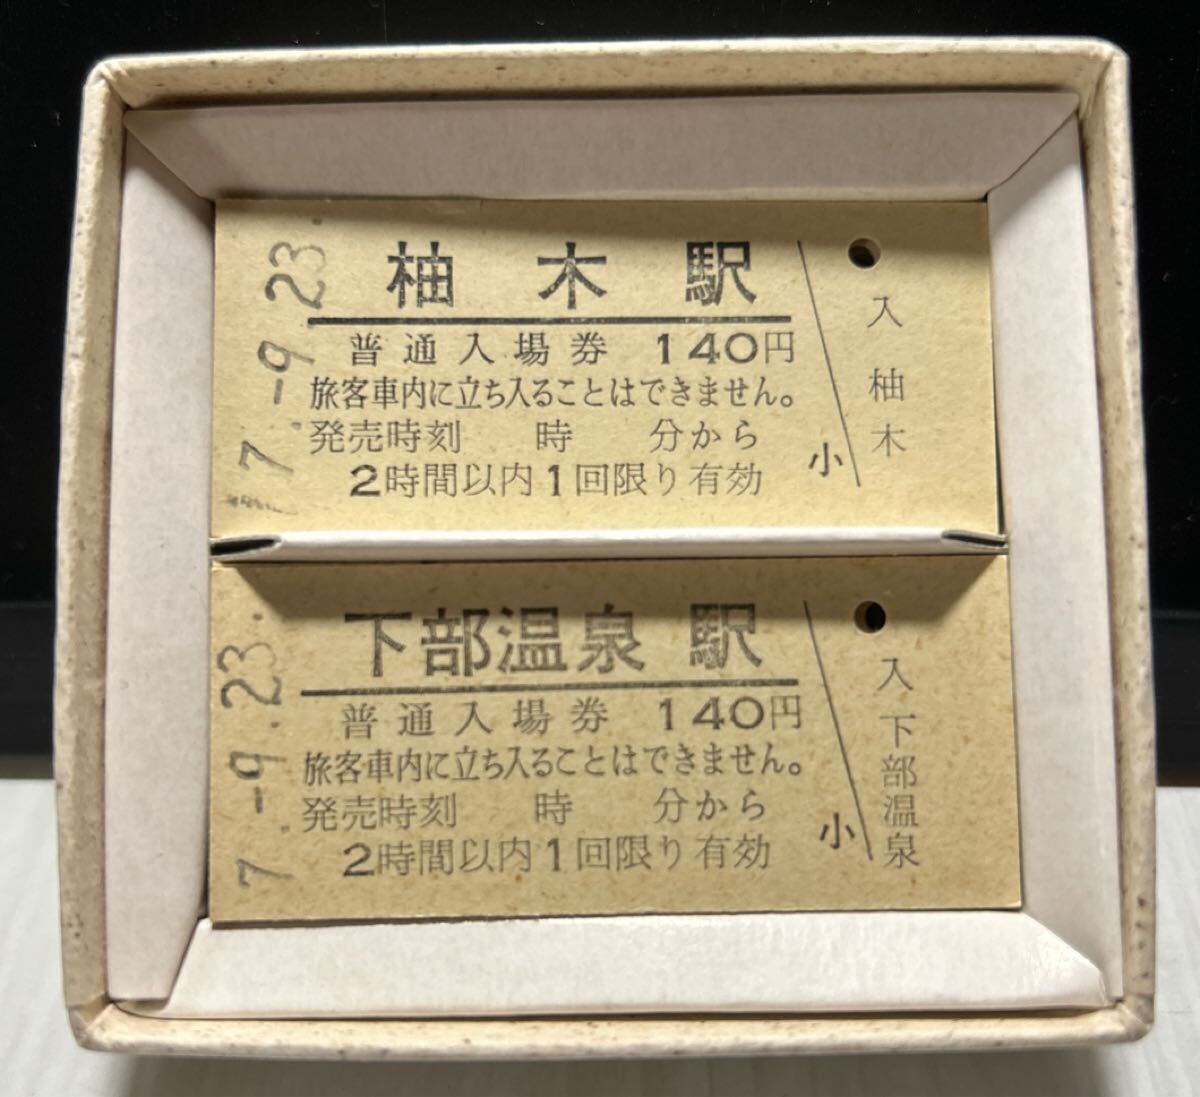 7.-9.23.
柚木駅
普通入場券 140円
旅客車内に立ち入ることはできません。
発売時刻 時 分から
2時間以内1回限り有効
小
入 柚木
7.-9.23.
下部温泉駅
普通入場券 140円
旅客車内に立ち入ることはできません。
発売時刻 時 分から
2時間以内1回限り有効
小
入 下部温泉